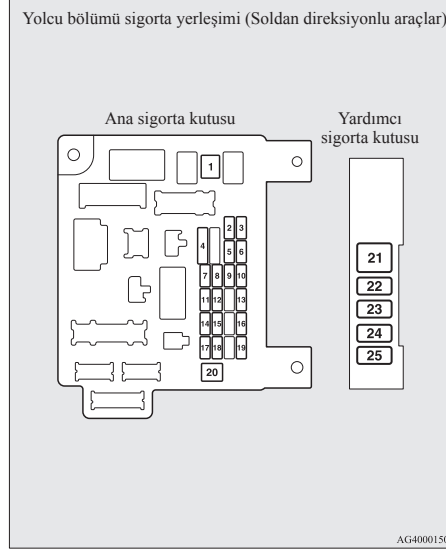 Yolcu bölümü sigorta yerleşimi (Soldan direksiyonlu araçlar)
Ana sigorta kutusu
Yardımcı
sigorta kutusu
1
2 3
4
5 6
7 8 9 10
11 12 13
14 15 16
17 18 19
20
21
22
23
24
25
AG4000150